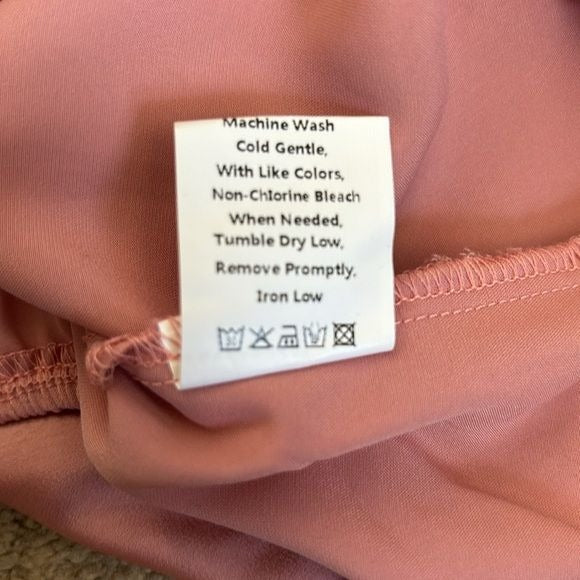 Machine Wash
Cold Gentle,
With Like Colors,
Non-Chlorine Bleach
When Needed,
Tumble Dry Low,
Remove Promptly.
Iron Low